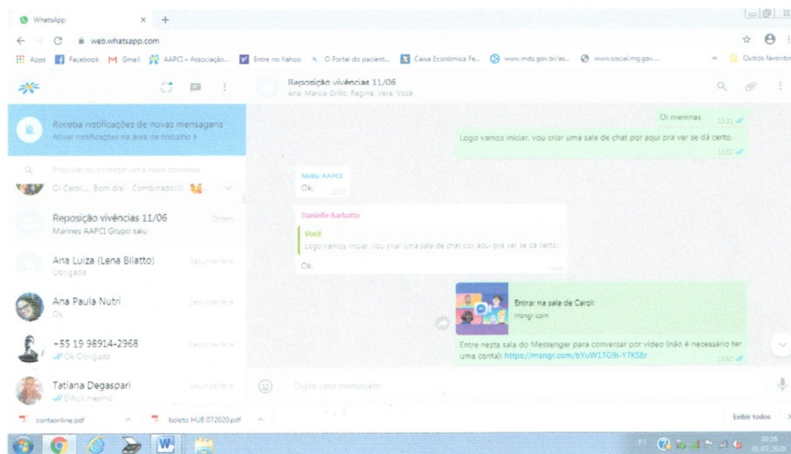 WhatsApp
web.whatsapp.com
Apps Facebook Gmail AAPCI - Associação... Entre no Yahoo O Portal do pacient... Caixa Econômica Fe... www.mds.gov.br/as... www.social.mg.gov... Outros favoritos
Reposição vivências 11/06
Ana, Marcia Grillo, Regina, Vera, Você
Receba notificações de novas mensagens
Ativar notificações na área de trabalho >
Procurar ou começar uma nova conversa
Oi Carol... Bom dia! Combinado!!!
Reposição vivências 11/06 Ontem
Marines AAPCI Grupo saiu
Ana Luiza (Lena Bilatto) Segunda-feira
Obrigada
Ana Paula Nutri Segunda-feira
Ok
+55 19 98914-2968 Segunda-feira
Ok Obrigada
Tatiana Degaspari Segunda-feira
Difícil mesmo
Oi meninas
Logo vamos iniciar, vou criar uma sala de chat por aqui pra ver se dá certo.
Nidia AAPCI
Ok.
Danielle Barbutto
Você
Logo vamos iniciar, vou criar uma sala de chat por aqui pra ver se dá certo.
Ok.
Entrar na sala de Carol:
msngr.com
Entre nesta sala do Messenger para conversar por vídeo (não é necessário ter
uma conta): https://msngr.com/bYuW1TG9i-Y7KSEr
Digite uma mensagem
contaonline.pdf boleto HUB 072020.pdf Exibir todos
PT